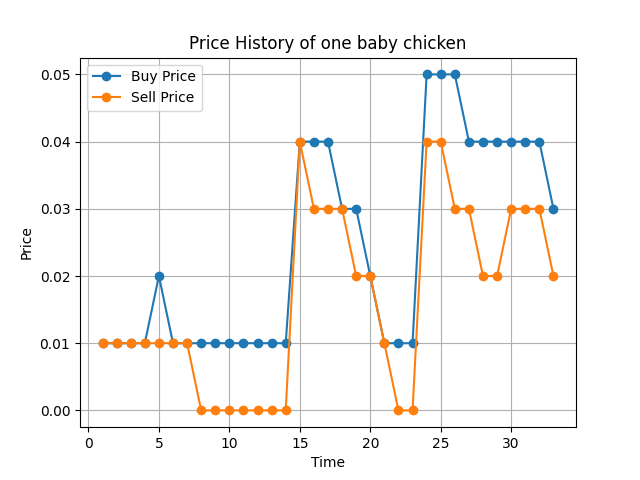 Price History of one baby chicken
Buy Price
Sell Price
0.05
0.04
0.03
0.02
0.01
0.00
Price
0 5 10 15 20 25 30
Time